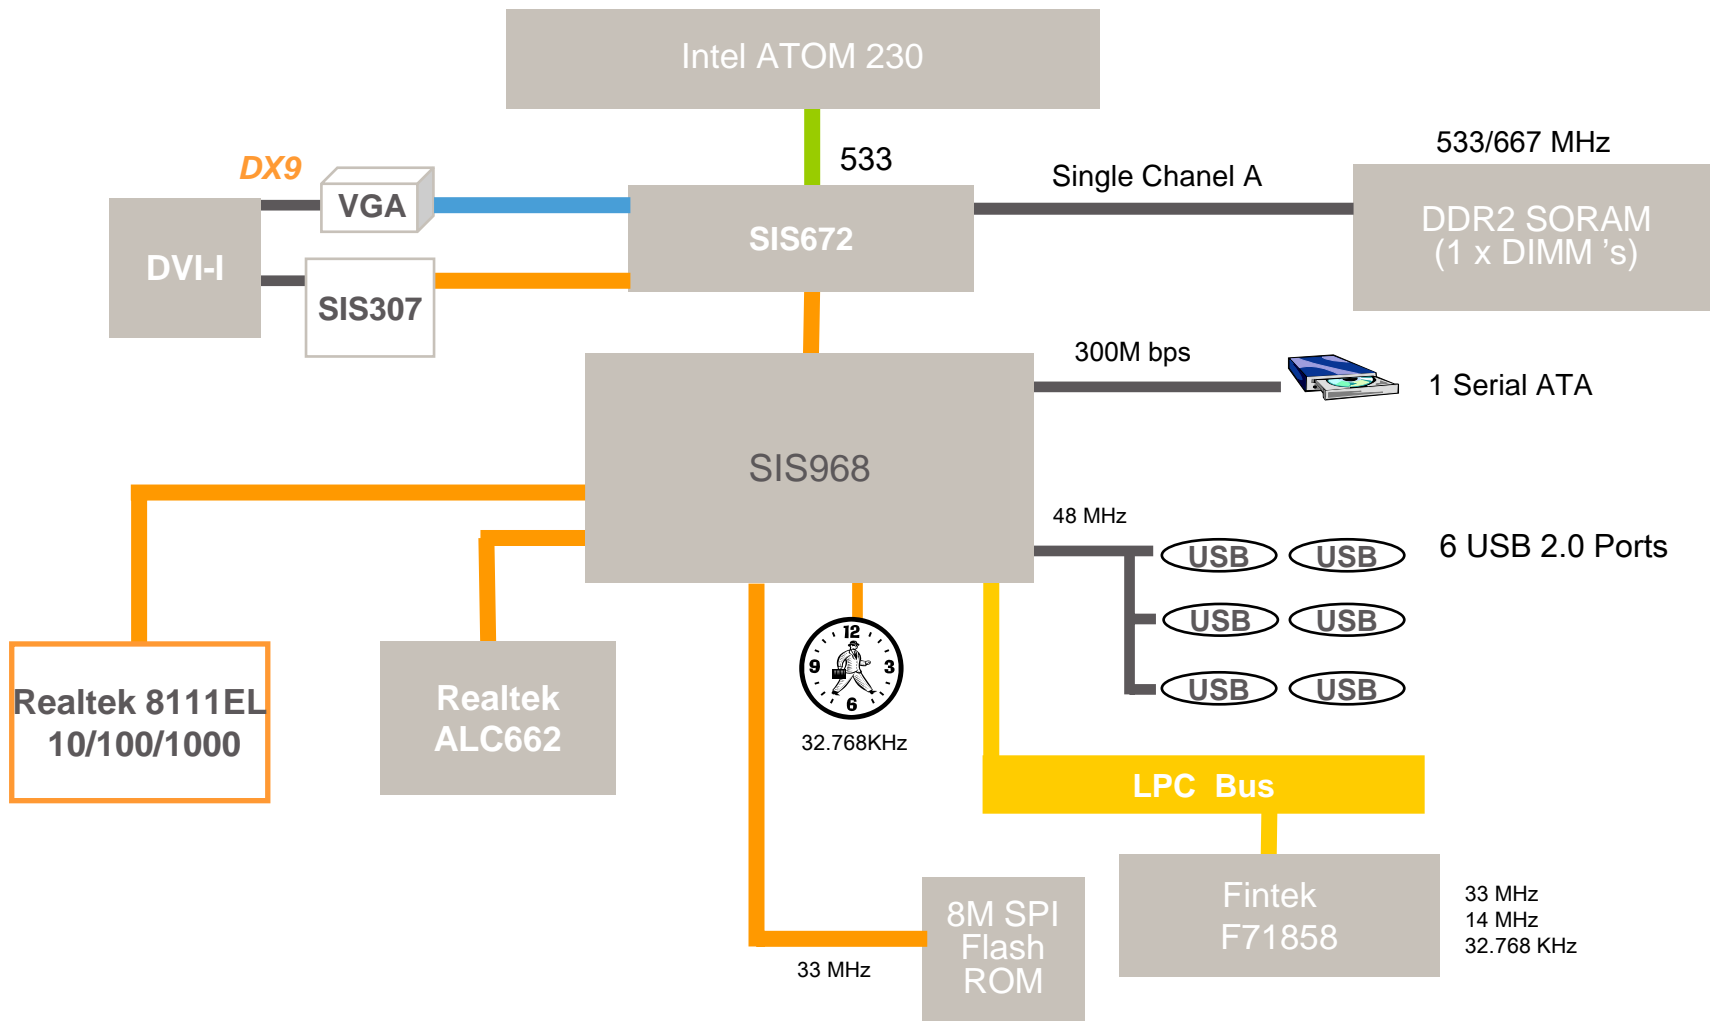 Intel ATOM 230
533
DX9
VGA
DVI-I
SIS307
SIS672
Single Chanel A
533/667 MHz
DDR2 SORAM
(1 x DIMM 's)
300M bps
1 Serial ATA
SIS968
48 MHz
6 USB 2.0 Ports
USB USB
USB USB
USB USB
Realtek 8111EL
10/100/1000
Realtek
ALC662
12
9 3
6
32.768KHz
LPC Bus
8M SPI
Flash
ROM
33 MHz
Fintek
F71858
33 MHz
14 MHz
32.768 KHz